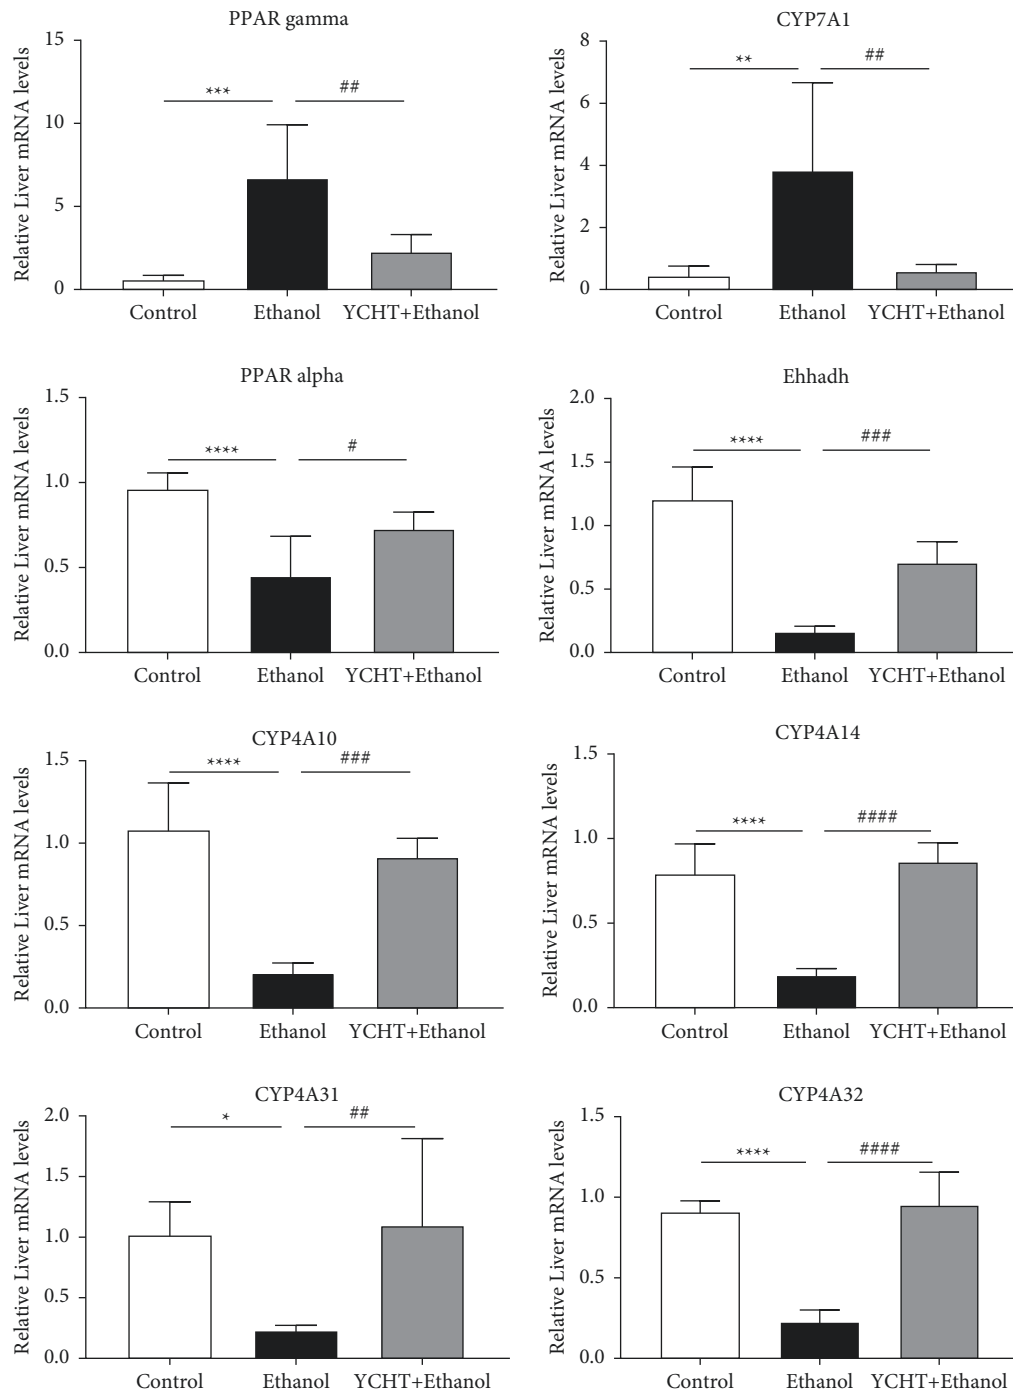 PPAR gamma
Relative Liver mRNA levels
15
10
5
0
***
##
Control Ethanol YCHT+Ethanol
CYP7A1
Relative Liver mRNA levels
8
6
4
2
0
**
##
Control Ethanol YCHT+Ethanol
PPAR alpha
Relative Liver mRNA levels
1.5
1.0
0.5
0.0
****
#
Control Ethanol YCHT+Ethanol
Ehhadh
Relative Liver mRNA levels
2.0
1.5
1.0
0.5
0.0
****
###
Control Ethanol YCHT+Ethanol
CYP4A10
Relative Liver mRNA levels
1.5
1.0
0.5
0.0
****
###
Control Ethanol YCHT+Ethanol
CYP4A14
Relative Liver mRNA levels
1.5
1.0
0.5
0.0
****
####
Control Ethanol YCHT+Ethanol
CYP4A31
Relative Liver mRNA levels
2.0
1.5
1.0
0.5
0.0
*
##
Control Ethanol YCHT+Ethanol
CYP4A32
Relative Liver mRNA levels
1.5
1.0
0.5
0.0
****
####
Control Ethanol YCHT+Ethanol